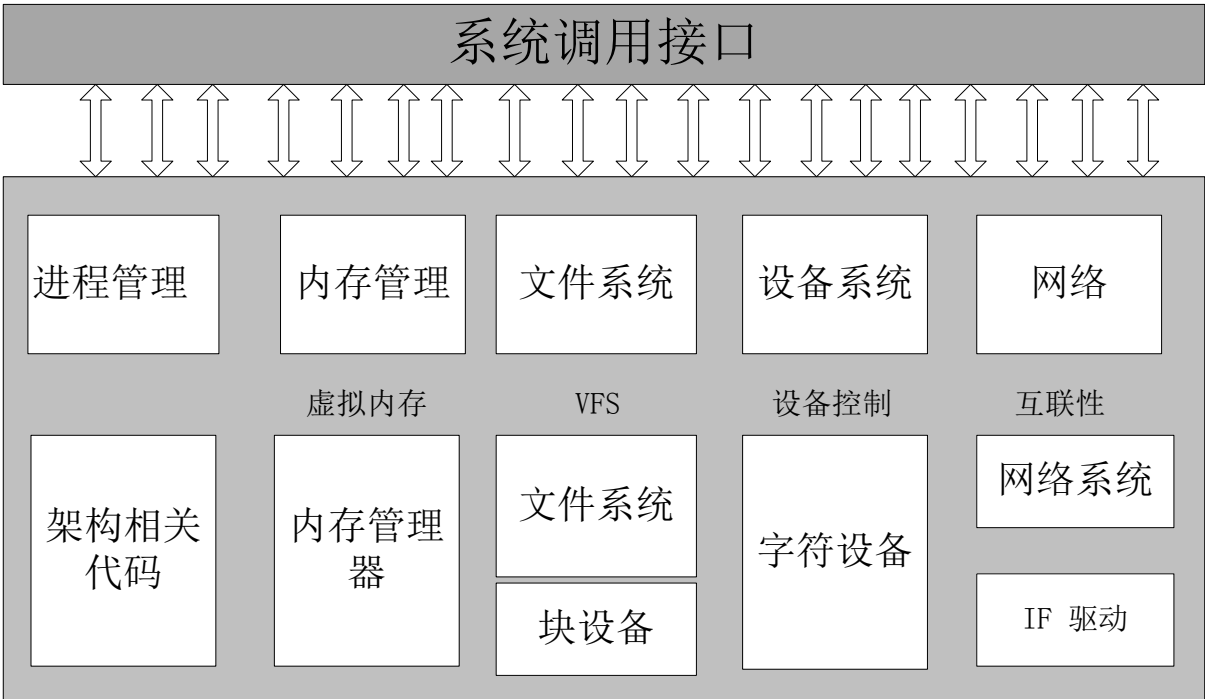 系统调用接口
进程管理
内存管理
文件系统
设备系统
网络
虚拟内存
VFS
设备控制
互联性
架构相关
代码
内存管理
器
文件系统
块设备
字符设备
网络系统
IF 驱动